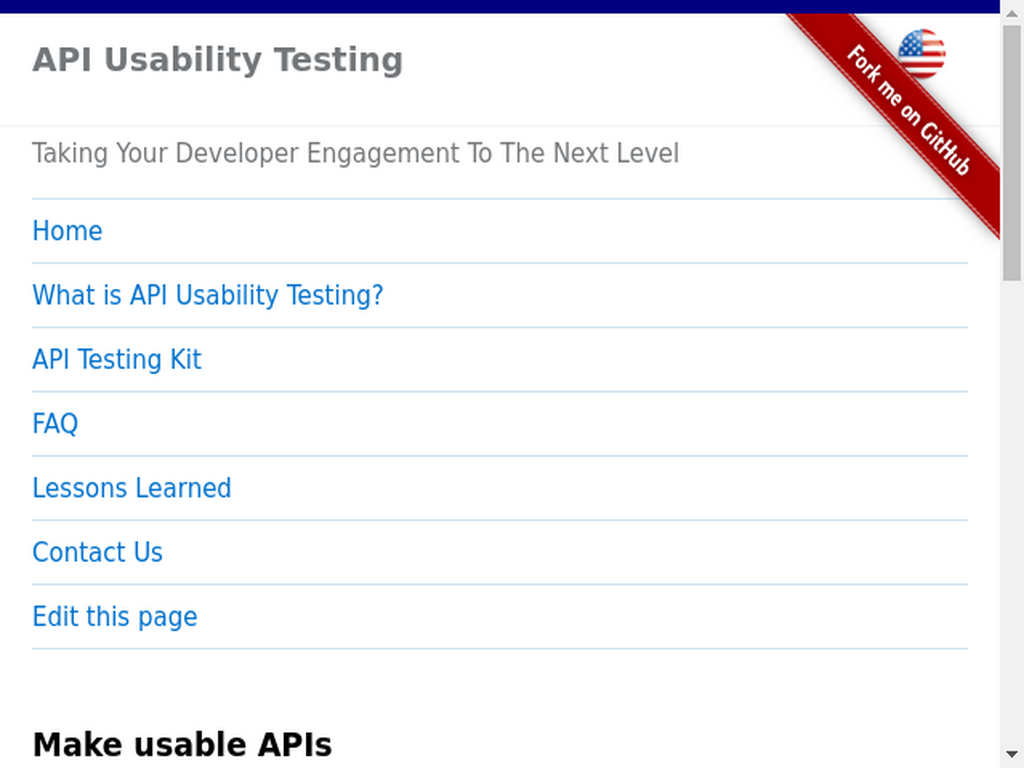 API Usability Testing
Fork me on GitHub
Taking Your Developer Engagement To The Next Level
Home
What is API Usability Testing?
API Testing Kit
FAQ
Lessons Learned
Contact Us
Edit this page
Make usable APIs